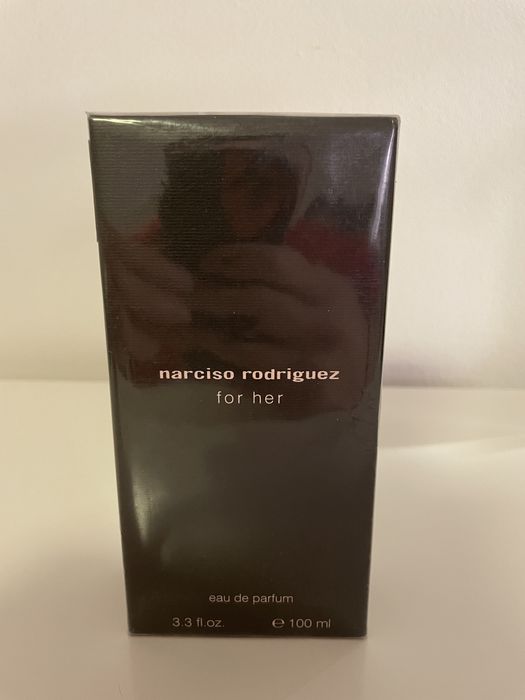 narciso rodriguez
for her
eau de parfum
3.3 fl.oz. ℮ 100 ml